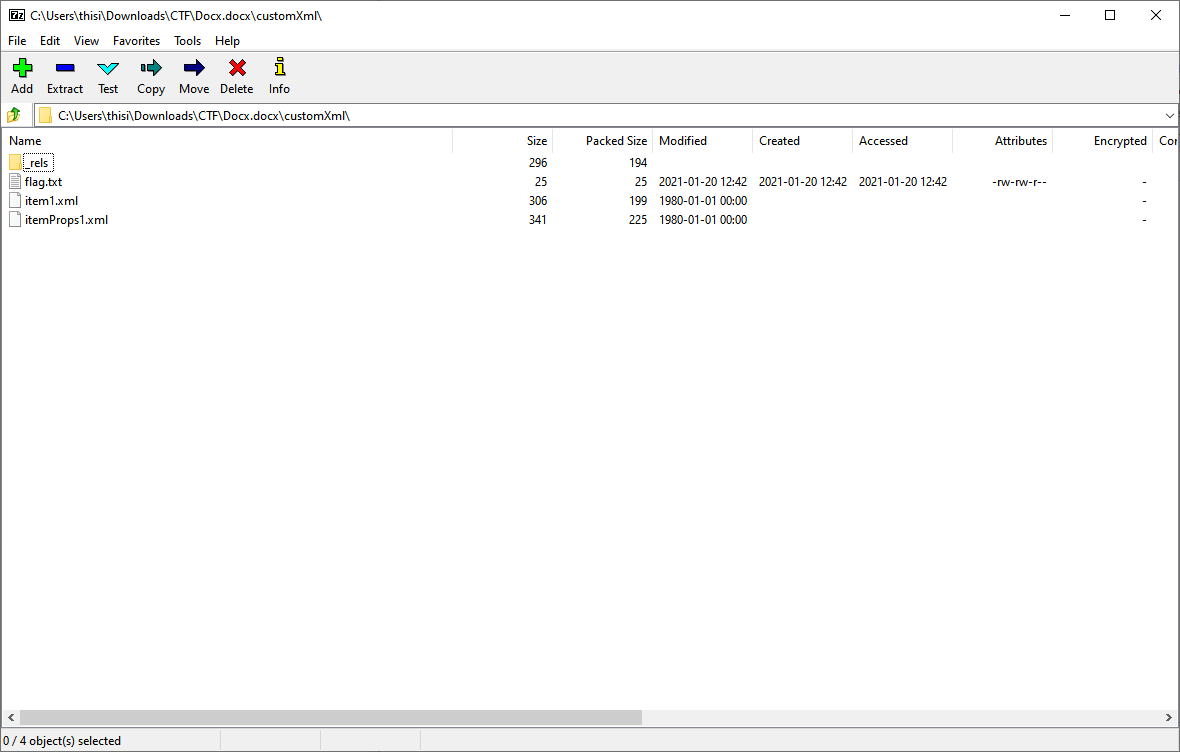 C:\Users\thisi\Downloads\CTF\Docx.docx\customXml\
File Edit View Favorites Tools Help
Add Extract Test Copy Move Delete Info
C:\Users\thisi\Downloads\CTF\Docx.docx\customXml\
Name Size Packed Size Modified Created Accessed Attributes Encrypted Cor
_rels 296 194
flag.txt 25 25 2021-01-20 12:42 2021-01-20 12:42 2021-01-20 12:42 -rw-rw-r-- -
item1.xml 306 199 1980-01-01 00:00 -
itemProps1.xml 341 225 1980-01-01 00:00 -
0 / 4 object(s) selected